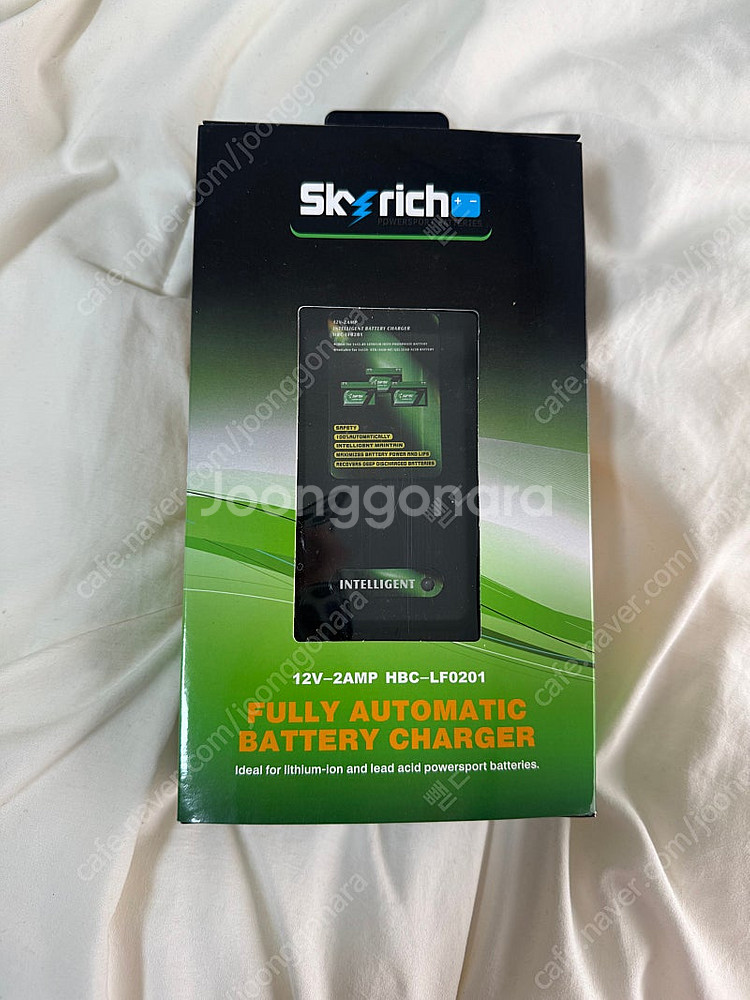 Skyrich
POWERSPORT BATTERIES
12V-2AMP
INTELLIGENT BATTERY CHARGER
HBC-LF0201
SAFETY
100%AUTOMATICALLY
INTELLIGENT MAINTAIN
MAXIMIZES BATTERY POWER AND LIFE
RECOVERS DEEP DISCHARGED BATTERIES
Joonggonara
INTELLIGENT
12V-2AMP HBC-LF0201
FULLY AUTOMATIC
BATTERY CHARGER
Ideal for lithium-ion and lead acid powersport batteries.
cafe.naver.com/joonggonara